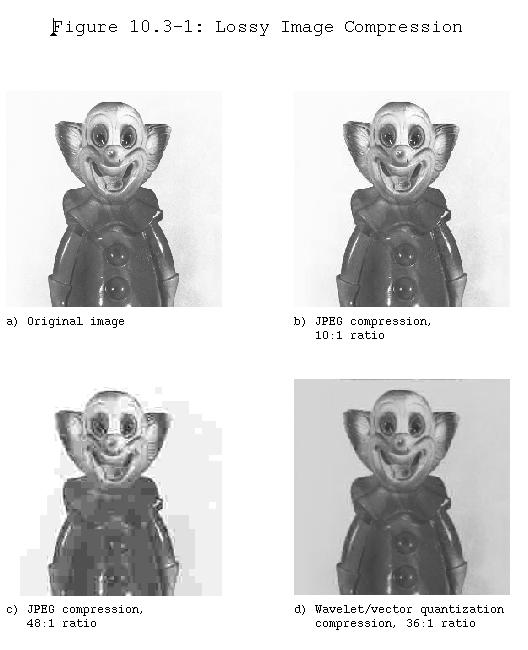 Figure 10.3-1: Lossy Image Compression
a) Original image
b) JPEG compression,
10:1 ratio
c) JPEG compression,
48:1 ratio
d) Wavelet/vector quantization
compression, 36:1 ratio